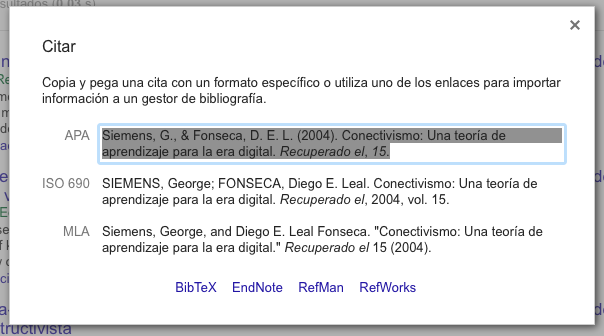 sultados (0,03 s)
×
Citar
Copia y pega una cita con un formato específico o utiliza uno de los enlaces para importar
información a un gestor de bibliografía.
APA Siemens, G., & Fonseca, D. E. L. (2004). Conectivismo: Una teoría de
aprendizaje para la era digital. Recuperado el, 15.
ISO 690 SIEMENS, George; FONSECA, Diego E. Leal. Conectivismo: Una teoría de
aprendizaje para la era digital. Recuperado el, 2004, vol. 15.
MLA Siemens, George, and Diego E. Leal Fonseca. "Conectivismo: Una teoría de
aprendizaje para la era digital." Recuperado el 15 (2004).
BibTeX EndNote RefMan RefWorks
tructivista